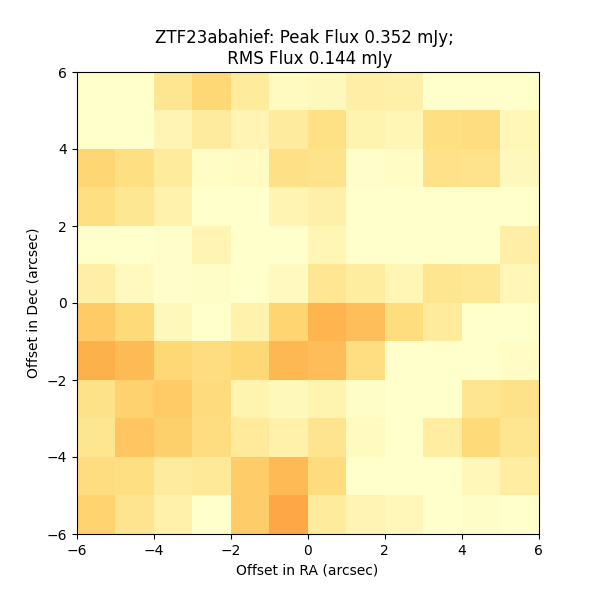 ZTF23abahief: Peak Flux 0.352 mJy;
RMS Flux 0.144 mJy
6
4
2
0
−2
−4
−6
Offset in Dec (arcsec)
−6 −4 −2 0 2 4 6
Offset in RA (arcsec)